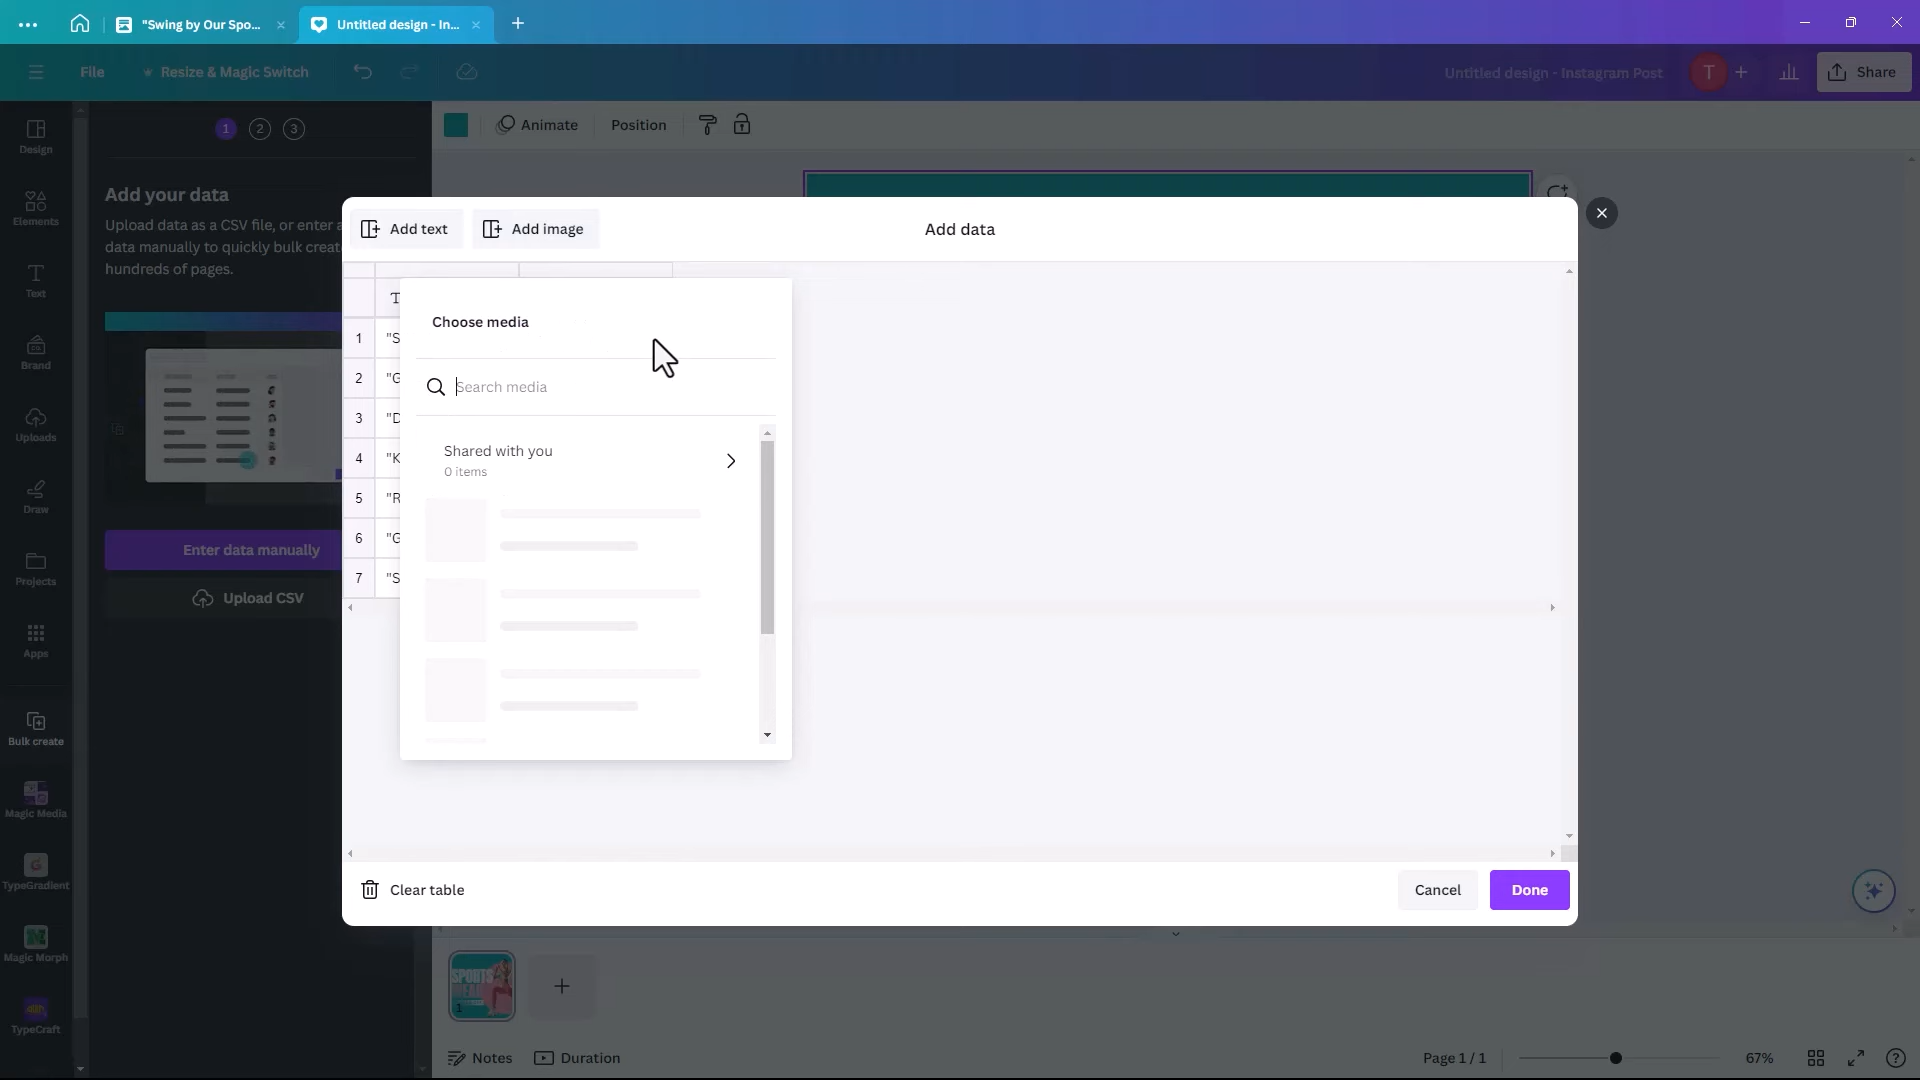 "Swing by Our Spo...
Untitled design - In...
File
Resize & Magic Switch
Untitled design - Instagram Post
T
Share
Design
Elements
Text
Brand
Uploads
Draw
Projects
Apps
Bulk create
Magic Media
TypeGradient
Magic Morph
TypeCraft
1 2 3
Add your data
Upload data as a CSV file, or enter a
data manually to quickly bulk creat
hundreds of pages.
Enter data manually
Upload CSV
Animate
Position
Add text
Add image
Add data
T
1 "S
2 "G
3 "D
4 "K
5 "R
6 "G
7 "S
Choose media
Search media
Shared with you
0 items
Clear table
Cancel
Done
SPORTS
1
Notes
Duration
Page 1 / 1
67%